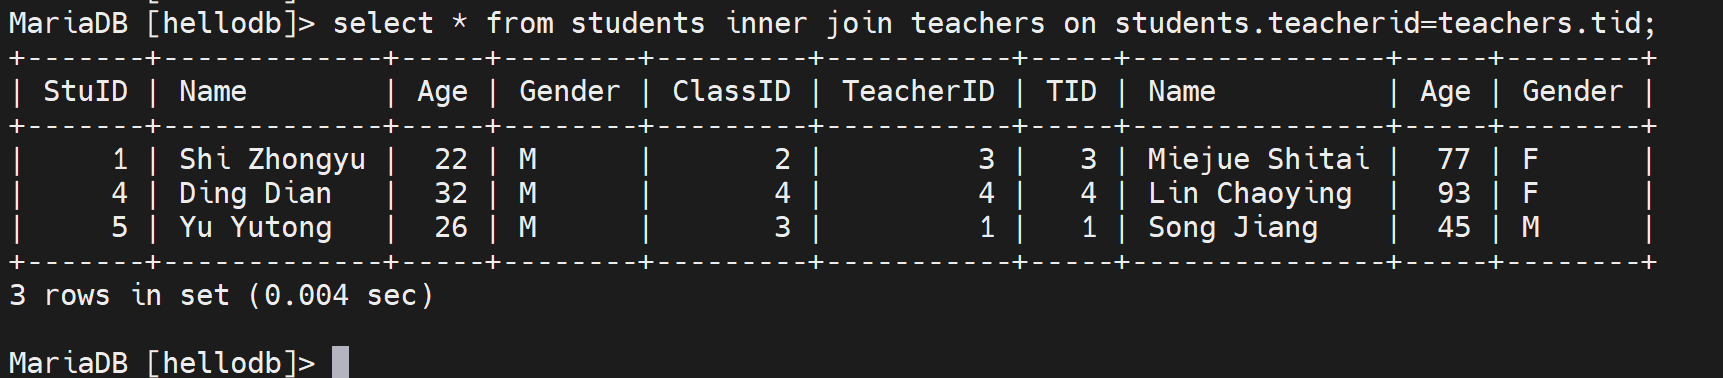 MariaDB [hellodb]> select * from students inner join teachers on students.teacherid=teachers.tid;
+-------+-------------+-----+--------+---------+-----------+-----+---------------+-----+--------+
| StuID | Name        | Age | Gender | ClassID | TeacherID | TID | Name          | Age | Gender |
+-------+-------------+-----+--------+---------+-----------+-----+---------------+-----+--------+
|     1 | Shi Zhongyu |  22 | M      |       2 |         3 |   3 | Miejue Shitai |  77 | F      |
|     4 | Ding Dian   |  32 | M      |       4 |         4 |   4 | Lin Chaoying  |  93 | F      |
|     5 | Yu Yutong   |  26 | M      |       3 |         1 |   1 | Song Jiang    |  45 | M      |
+-------+-------------+-----+--------+---------+-----------+-----+---------------+-----+--------+
3 rows in set (0.004 sec)
MariaDB [hellodb]>